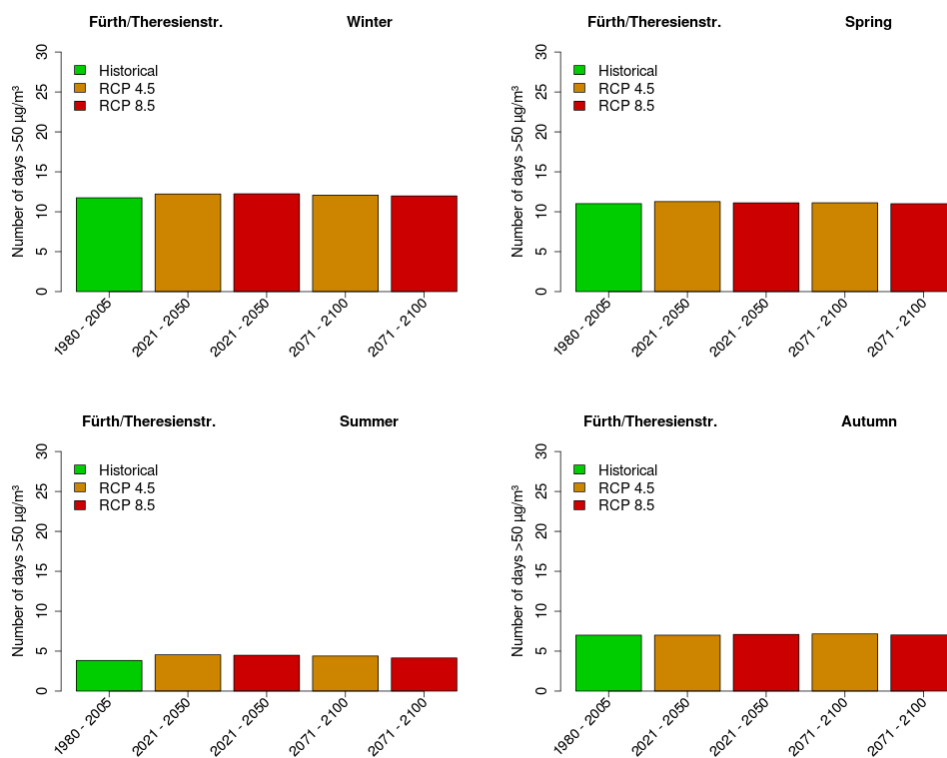 Fürth/Theresienstr. Winter
Number of days >50 µg/m³
30
25
20
15
10
5
0
Historical
RCP 4.5
RCP 8.5
1980 - 2005
2021 - 2050
2021 - 2050
2071 - 2100
2071 - 2100
Fürth/Theresienstr. Spring
Number of days >50 µg/m³
30
25
20
15
10
5
0
Historical
RCP 4.5
RCP 8.5
1980 - 2005
2021 - 2050
2021 - 2050
2071 - 2100
2071 - 2100
Fürth/Theresienstr. Summer
Number of days >50 µg/m³
30
25
20
15
10
5
0
Historical
RCP 4.5
RCP 8.5
1980 - 2005
2021 - 2050
2021 - 2050
2071 - 2100
2071 - 2100
Fürth/Theresienstr. Autumn
Number of days >50 µg/m³
30
25
20
15
10
5
0
Historical
RCP 4.5
RCP 8.5
1980 - 2005
2021 - 2050
2021 - 2050
2071 - 2100
2071 - 2100